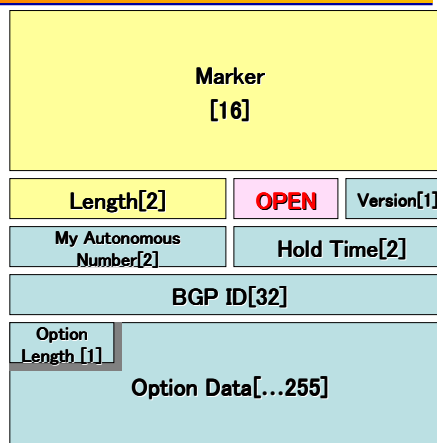 Marker
[16]
Length[2]
OPEN
Version[1]
My Autonomous
Number[2]
Hold Time[2]
BGP ID[32]
Option
Length [1]
Option Data[...255]